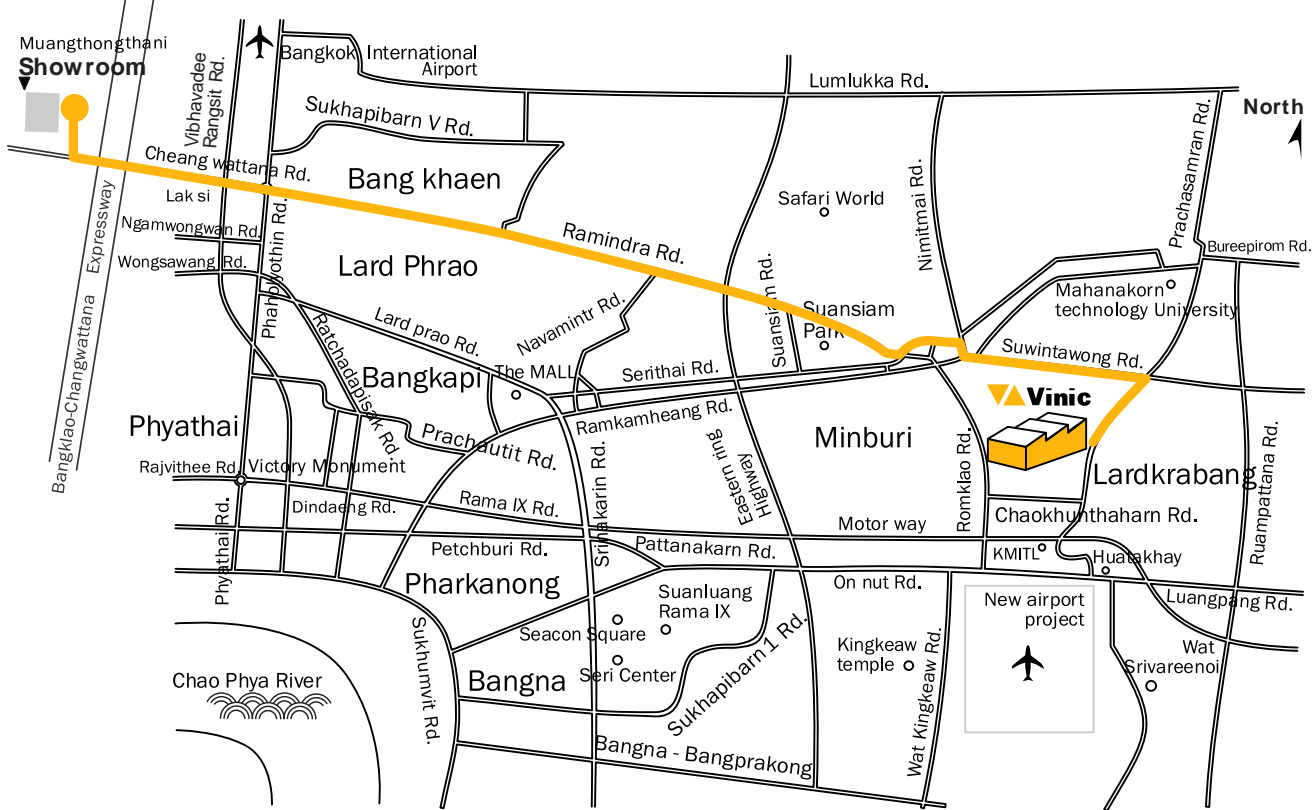 Muangthongthani
Showroom
Vibhavadee
Rangsit Rd.
Bangkok International
Airport
Lumlukka Rd.
North
Sukhapibarn V Rd.
Cheang wattana Rd.
Bang khaen
Lak si
Ngamwongwan Rd.
Wongsawang Rd.
Bangklao-Changwattana Expressway
Phaholyothin Rd.
Lard Phrao
Ramindra Rd.
Safari World
Nimitmai Rd.
Prachasamran Rd.
Bureepirom Rd.
Mahanakorn
technology University
Suansiam Rd.
Suansiam
Park
Navamintr Rd.
Lard prao Rd.
Ratchadapisak Rd.
Bangkapi
The MALL
Serithai Rd.
Suwintawong Rd.
Vinic
Ramkamheang Rd.
Phyathai
Prachautit Rd.
Minburi
Lardkrabang
Rajvithee Rd.
Victory Monument
Dindaeng Rd.
Rama IX Rd.
Srinakarin Rd.
Eastern ring
Highway
Romklao Rd.
Chaokhunthaharn Rd.
Ruampattana Rd.
Phyathai Rd.
Petchburi Rd.
Pattanakarn Rd.
Motor way
KMITL
Huatakhay
Pharkanong
Suanluang
Rama IX
On nut Rd.
New airport
project
Luangpang Rd.
Sukhumvit Rd.
Seacon Square
Seri Center
Sukhapibarn 1 Rd.
Kingkeaw
temple
Wat Kingkeaw Rd.
Wat
Srivareenoi
Chao Phya River
Bangna
Bangna - Bangprakong